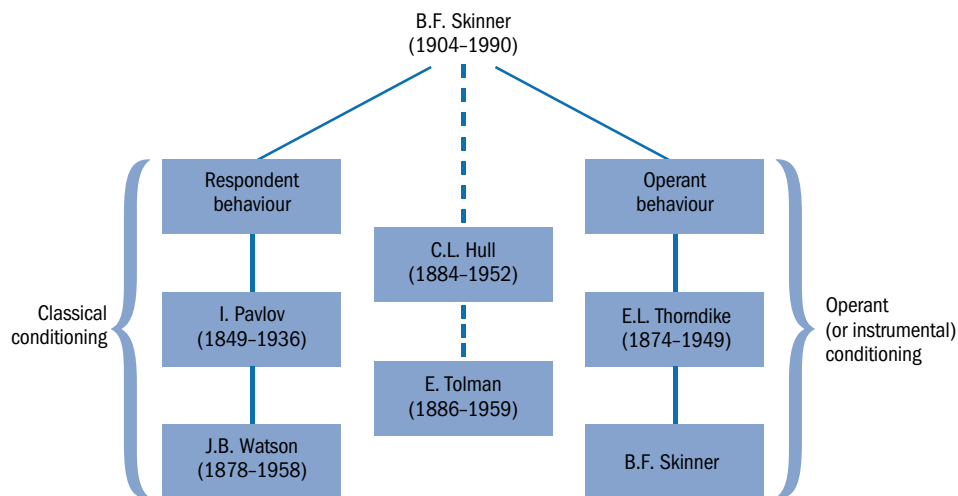 B.F. Skinner
(1904–1990)
Respondent
behaviour
Operant
behaviour
C.L. Hull
(1884–1952)
Classical
conditioning
I. Pavlov
(1849–1936)
E.L. Thorndike
(1874–1949)
Operant
(or instrumental)
conditioning
E. Tolman
(1886–1959)
J.B. Watson
(1878–1958)
B.F. Skinner